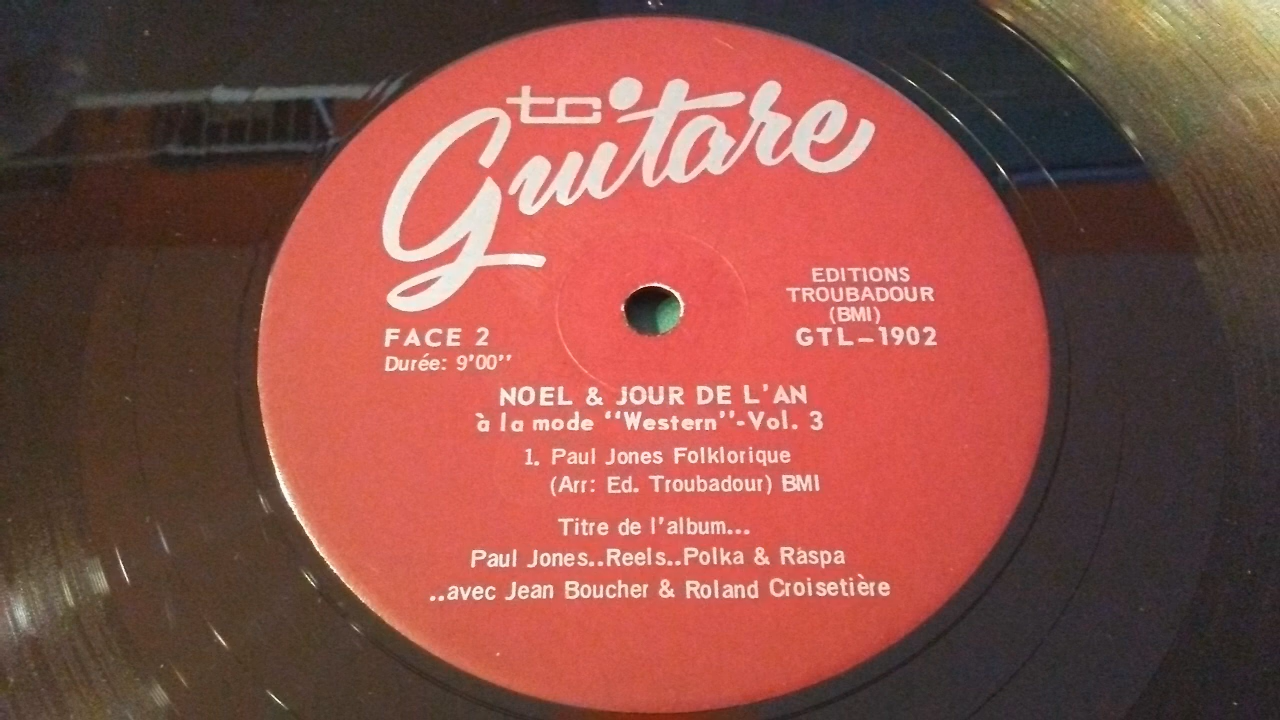 tc
Guitare
EDITIONS
TROUBADOUR
(BMI)
GTL-1902
FACE 2
Durée: 9'00"
NOEL & JOUR DE L'AN
à la mode "Western"-Vol. 3
1. Paul Jones Folklorique
(Arr: Ed. Troubadour) BMI
Titre de l'album...
Paul Jones..Reels..Polka & Raspa
..avec Jean Boucher & Roland Croisetière